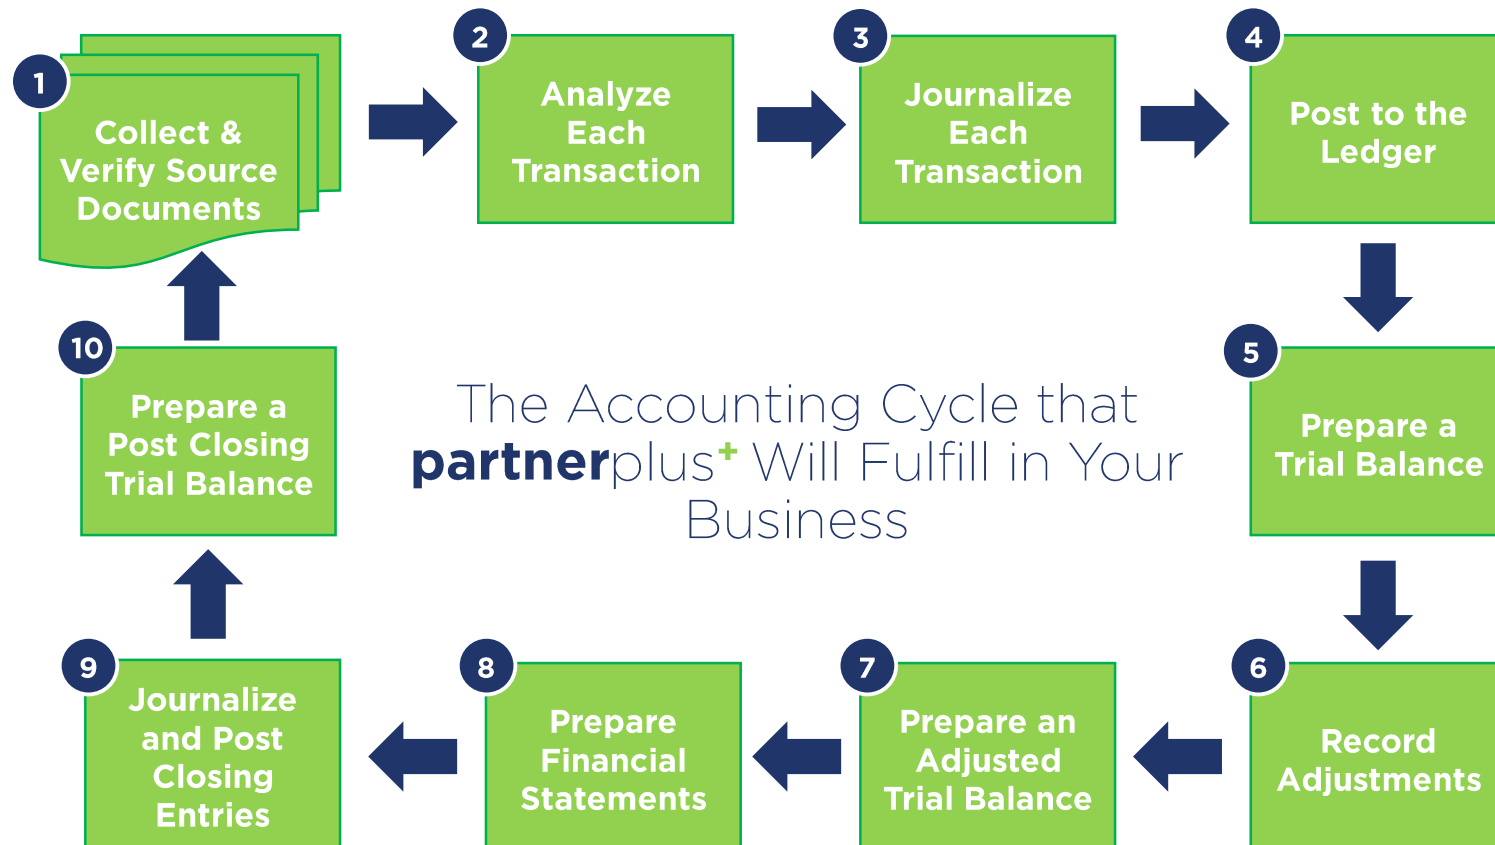 1
Collect &
Verify Source
Documents
2
Analyze
Each
Transaction
3
Journalize
Each
Transaction
4
Post to the
Ledger
5
Prepare a
Trial Balance
6
Record
Adjustments
7
Prepare an
Adjusted
Trial Balance
8
Prepare
Financial
Statements
9
Journalize
and Post
Closing
Entries
10
Prepare a
Post Closing
Trial Balance
The Accounting Cycle that
partnerplus+ Will Fulfill in Your
Business